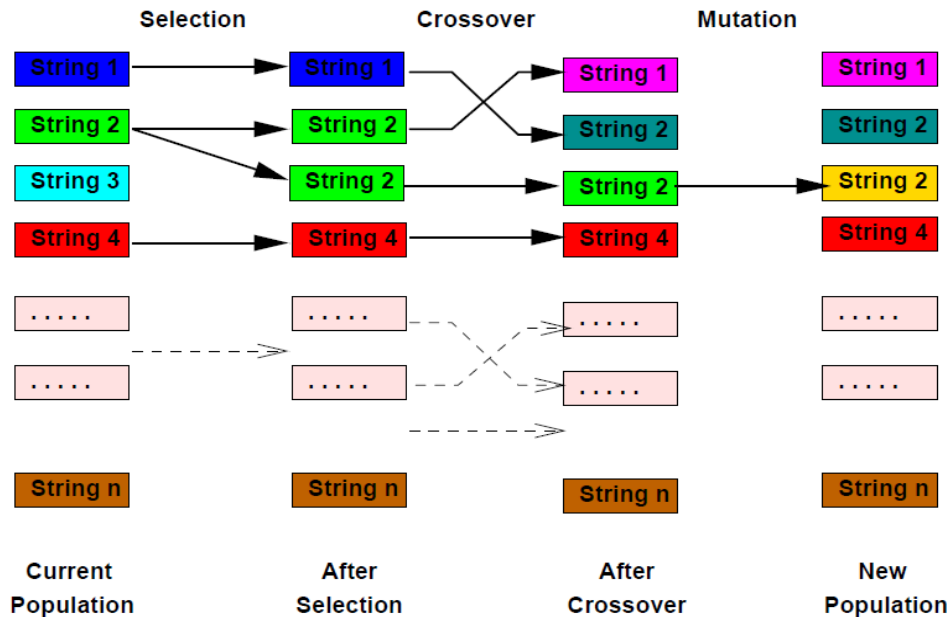 Selection Crossover Mutation
String 1 String 1 String 1 String 1
String 2 String 2 String 2 String 2
String 3 String 2 String 2 String 2
String 4 String 4 String 4 String 4
. . . . . . . . . . . . . . . . . . . .
. . . . . . . . . . . . . . . . . . . .
String n String n String n String n
Current After After New
Population Selection Crossover Population